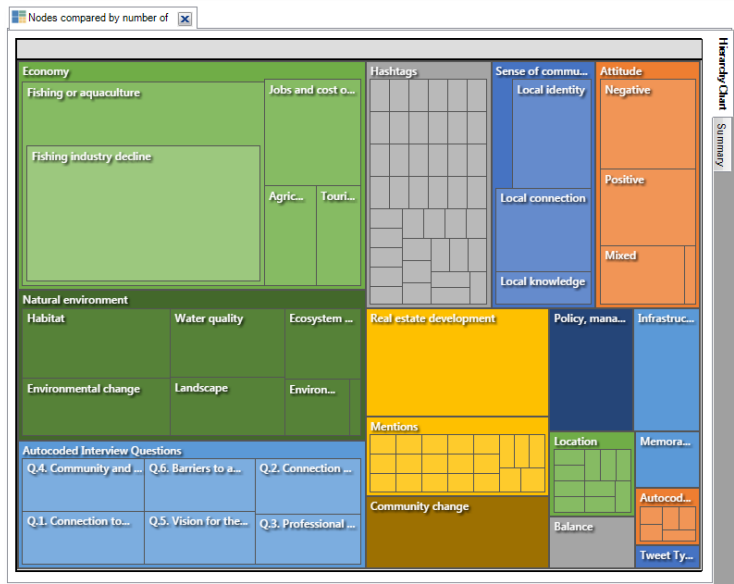 Nodes compared by number of
Hierarchy Chart
Summary
Economy
Fishing or aquaculture
Jobs and cost o...
Fishing industry decline
Agric...
Touri...
Hashtags
Sense of commu...
Local identity
Local connection
Local knowledge
Attitude
Negative
Positive
Mixed
Natural environment
Habitat
Water quality
Ecosystem ...
Environmental change
Landscape
Environ...
Real estate development
Policy, mana...
Infrastruc...
Mentions
Location
Memora...
Autocoded Interview Questions
Q.4. Community and ...
Q.6. Barriers to a...
Q.2. Connection ...
Q.1. Connection to...
Q.5. Vision for the...
Q.3. Professional ...
Community change
Balance
Autocod...
Tweet Ty...